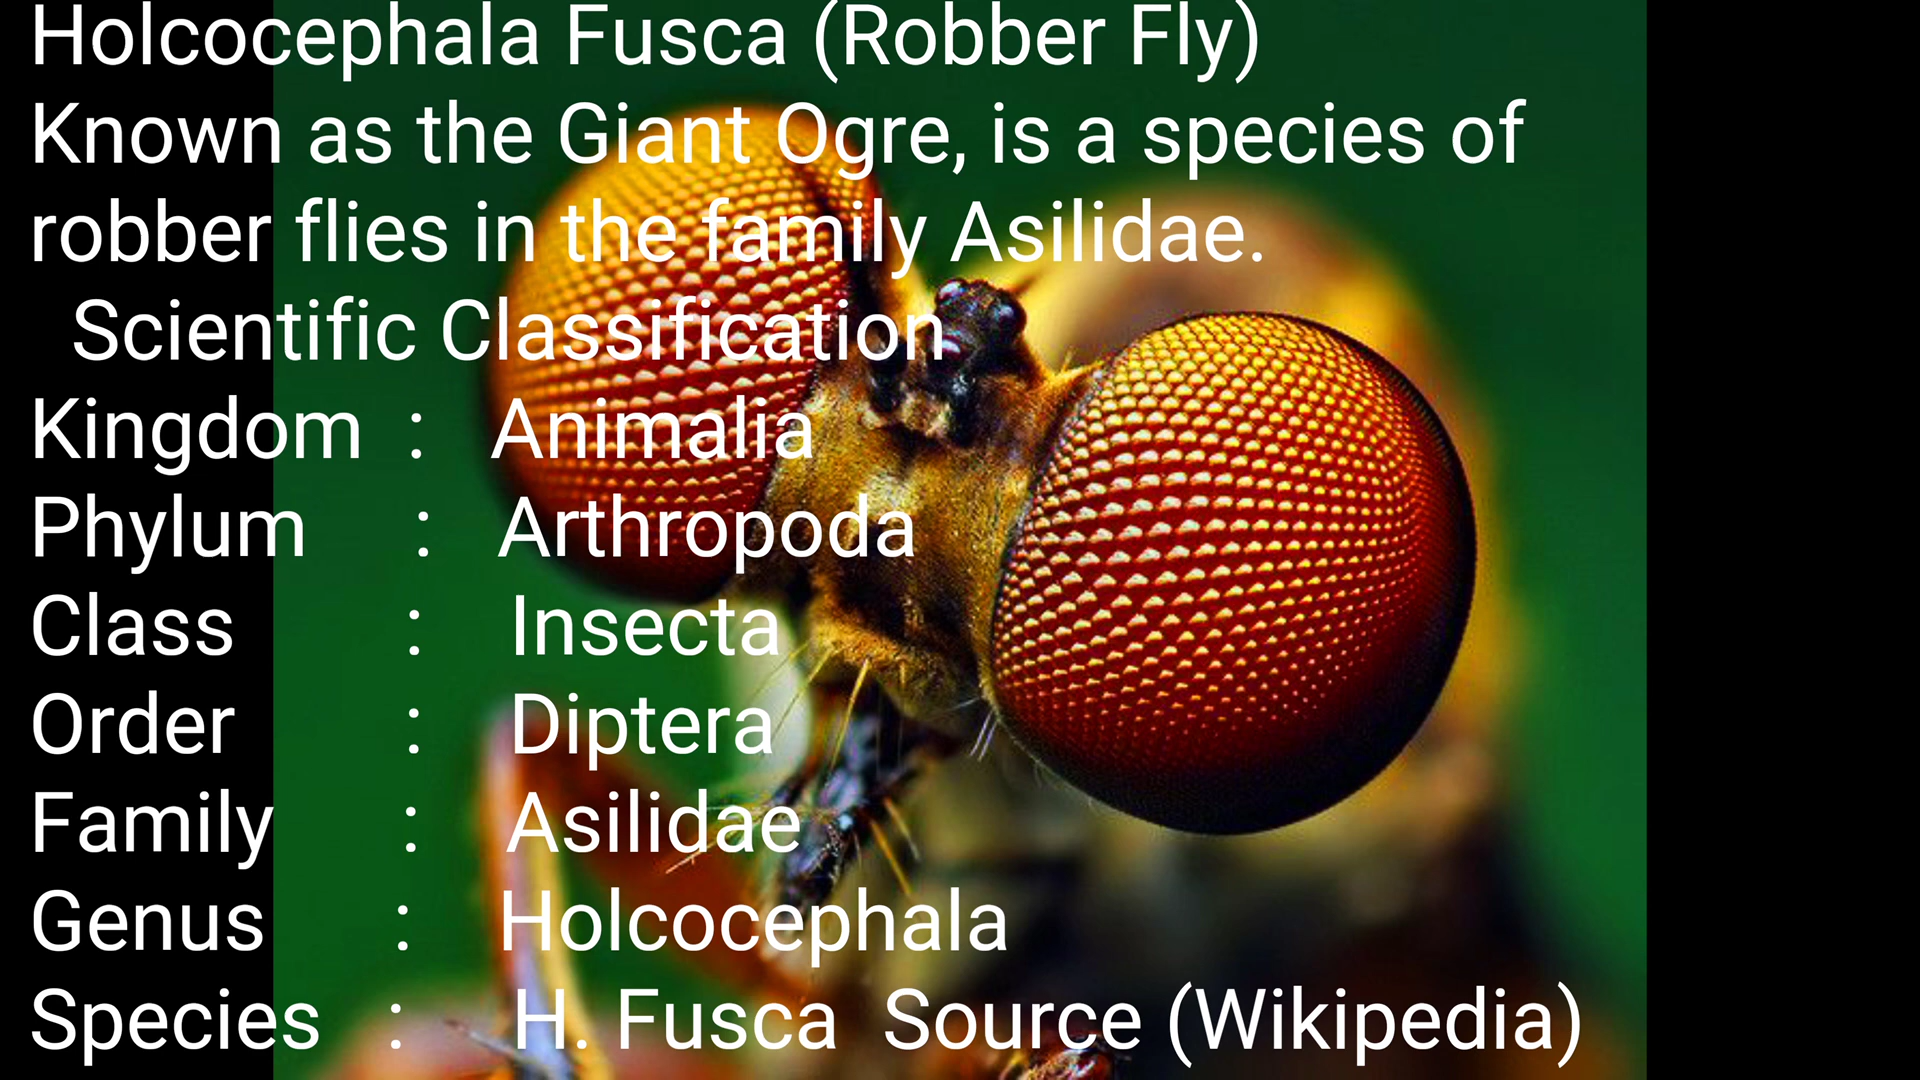 Holcocephala Fusca (Robber Fly)
Known as the Giant Ogre, is a species of
robber flies in the family Asilidae.
Scientific Classification
Kingdom : Animalia
Phylum : Arthropoda
Class : Insecta
Order : Diptera
Family : Asilidae
Genus : Holcocephala
Species : H. Fusca Source (Wikipedia)